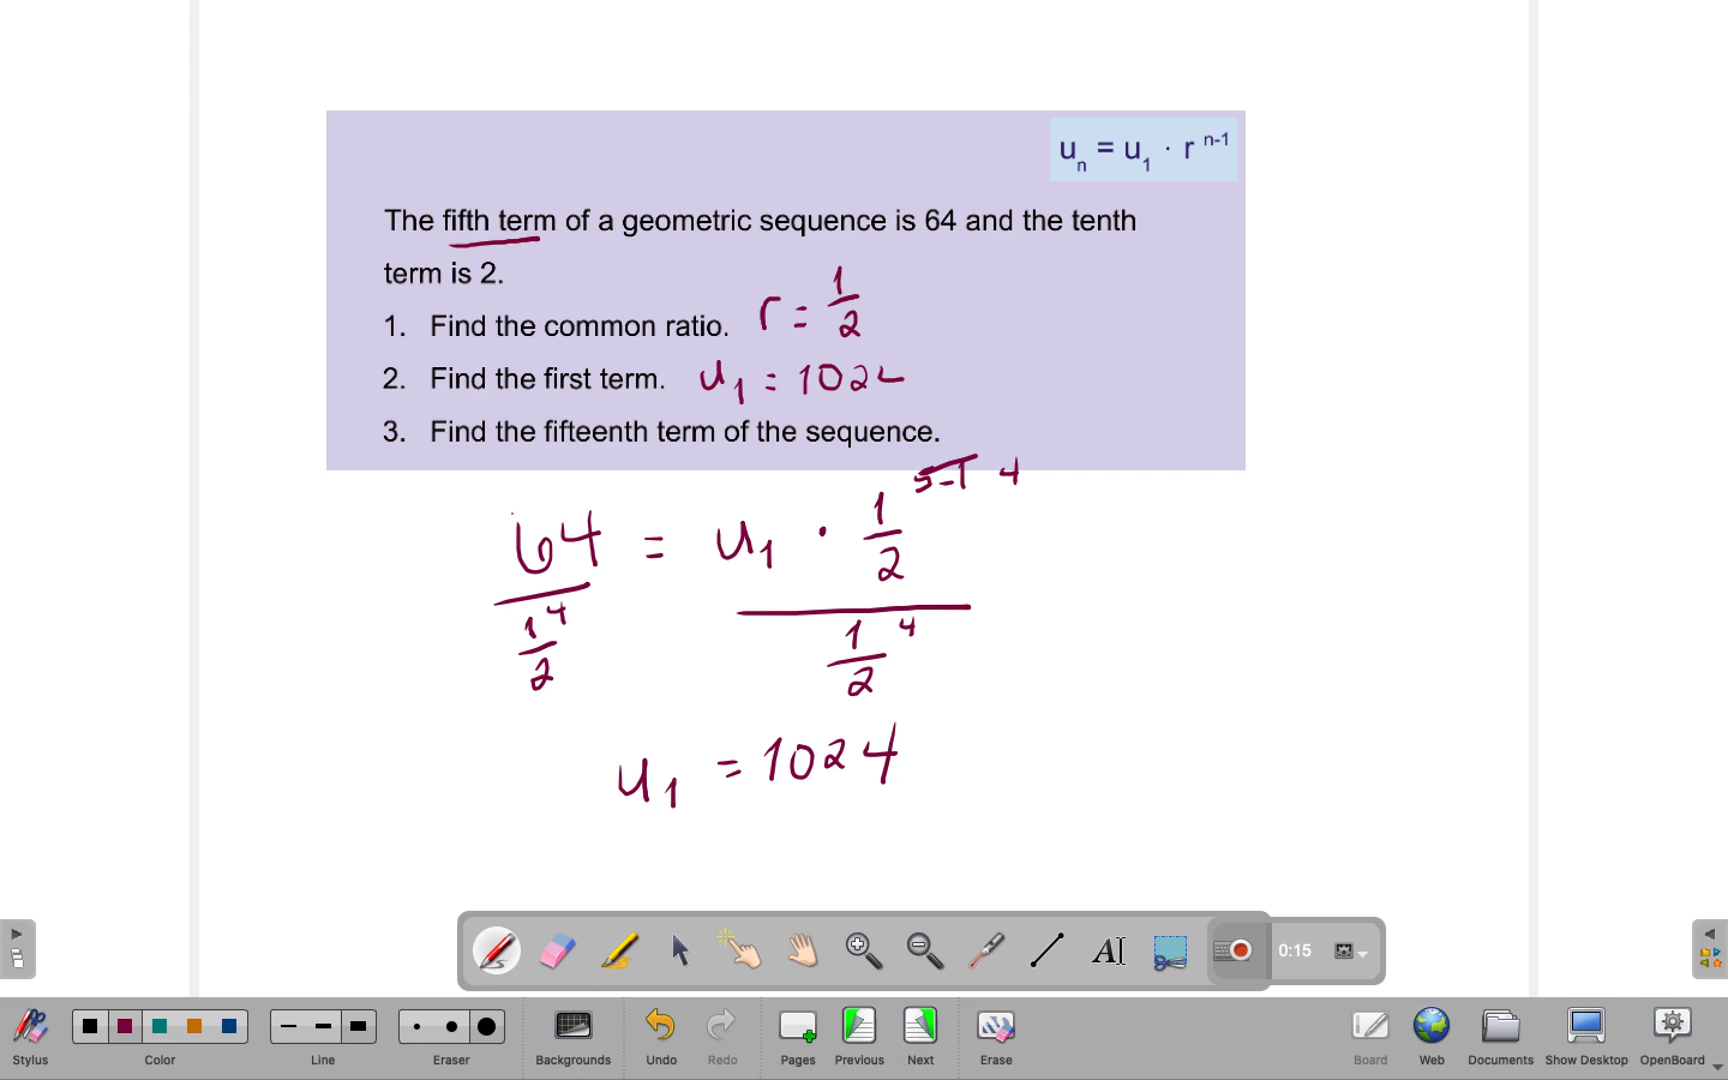 uₙ = u₁ · r ⁿ⁻¹
The fifth term of a geometric sequence is 64 and the tenth
term is 2.
1. Find the common ratio. r = 1/2
2. Find the first term. u₁ = 1024
3. Find the fifteenth term of the sequence.
5-1 4
64 = u₁ · 1/2
1/2 ⁴ 1/2 ⁴
u₁ = 1024
AI
0:15
Stylus Color Line Eraser Backgrounds Undo Redo Pages Previous Next Erase Board Web Documents Show Desktop OpenBoard